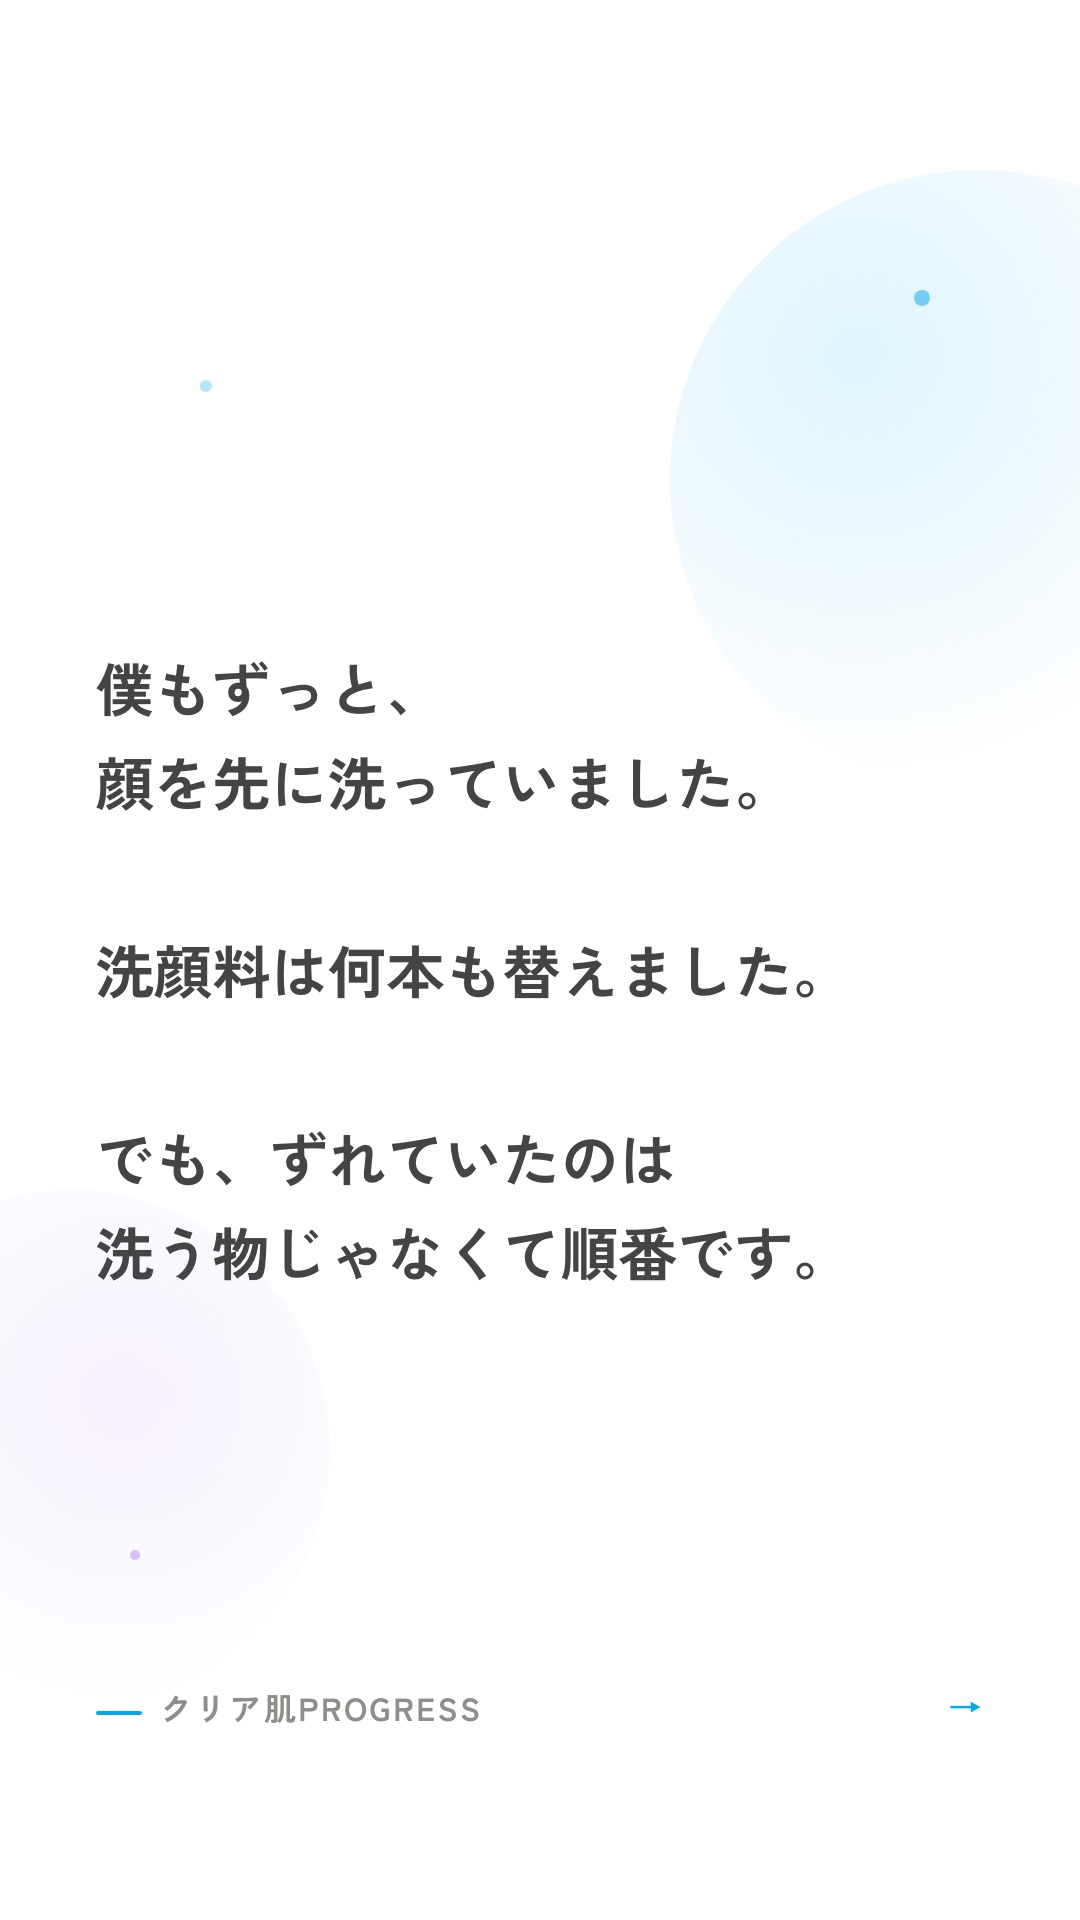 僕もずっと、
顔を先に洗っていました。
洗顔料は何本も替えました。
でも、ずれていたのは
洗う物じゃなくて順番です。
クリア肌PROGRESS
→